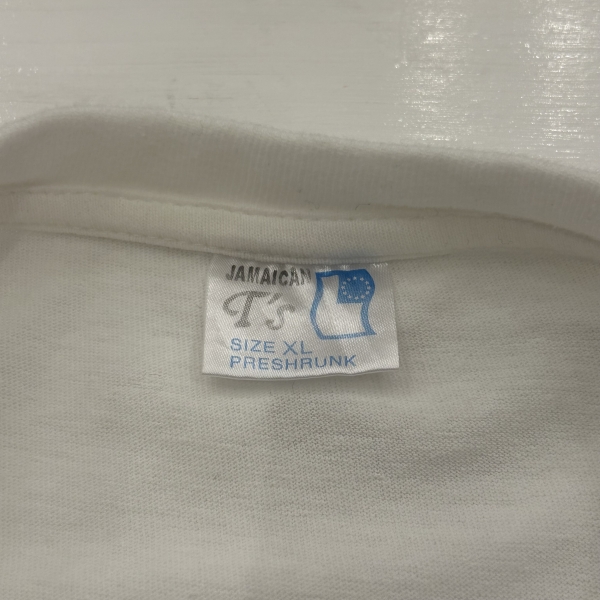 JAMAICAN
T's
SIZE XL
PRESHRUNK